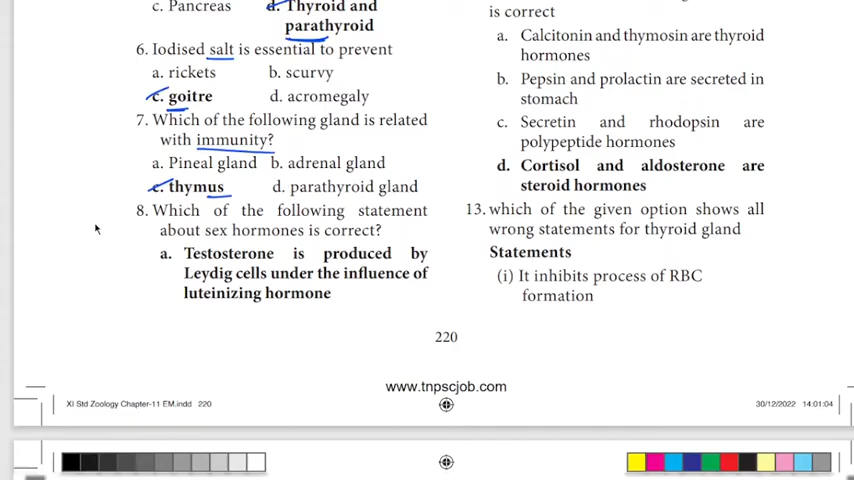 c. Pancreas d. Thyroid and
parathyroid
6. Iodised salt is essential to prevent
a. rickets b. scurvy
c. goitre d. acromegaly
7. Which of the following gland is related
with immunity?
a. Pineal gland b. adrenal gland
c. thymus d. parathyroid gland
8. Which of the following statement
about sex hormones is correct?
a. Testosterone is produced by
Leydig cells under the influence of
luteinizing hormone
is correct
a. Calcitonin and thymosin are thyroid
hormones
b. Pepsin and prolactin are secreted in
stomach
c. Secretin and rhodopsin are
polypeptide hormones
d. Cortisol and aldosterone are
steroid hormones
13. which of the given option shows all
wrong statements for thyroid gland
Statements
(i) It inhibits process of RBC
formation
220
www.tnpscjob.com
XI Std Zoology Chapter-11 EM.indd 220
30/12/2022 14:01:04